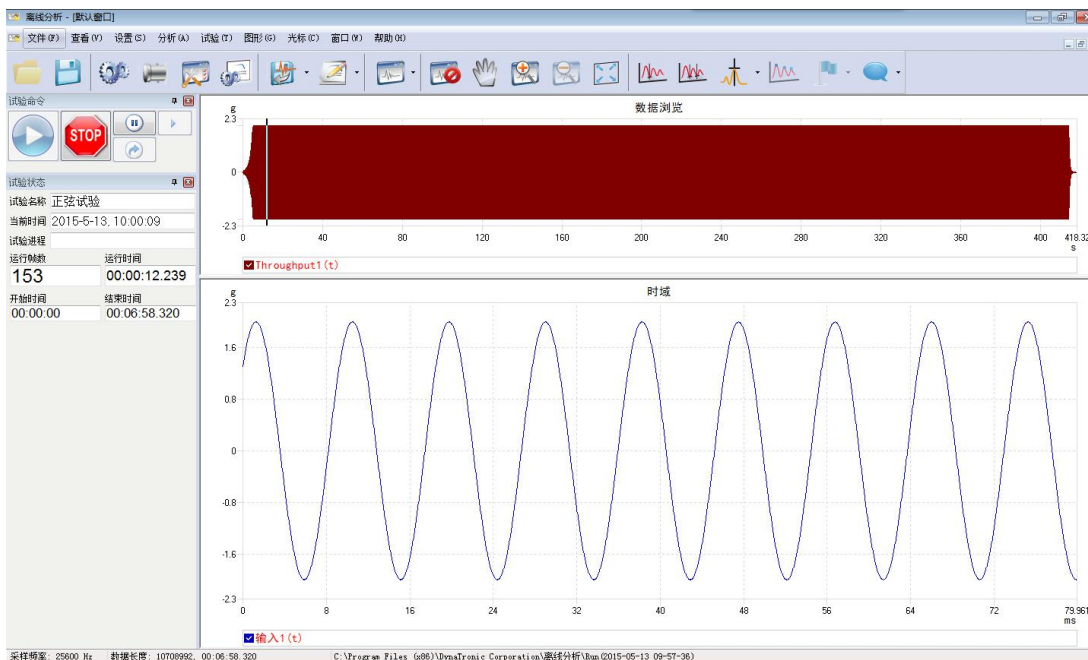 离线分析 - [默认窗口]
文件(F) 查看(V) 设置(S) 分析(A) 试验(T) 图形(G) 光标(C) 窗口(W) 帮助(H)
试验命令
STOP
试验状态
试验名称 正弦试验
当前时间 2015-5-13, 10:00:09
试验进程
运行帧数 运行时间
153 00:00:12.239
开始时间 结束时间
00:00:00 00:06:58.320
数据浏览
g
2.3
0
-2.3
0 40 80 120 160 200 240 280 320 360 400 418.32
s
Throughput1(t)
时域
g
2.3
1.6
0.8
0
-0.8
-1.6
-2.3
0 8 16 24 32 40 48 56 64 72 79.961
ms
输入1(t)
采样频率: 25600 Hz 数据长度: 10708992, 00:06:58.320 C:\Program Files (x86)\DynaTronic Corporation\离线分析\Run(2015-05-13 09-57-36)